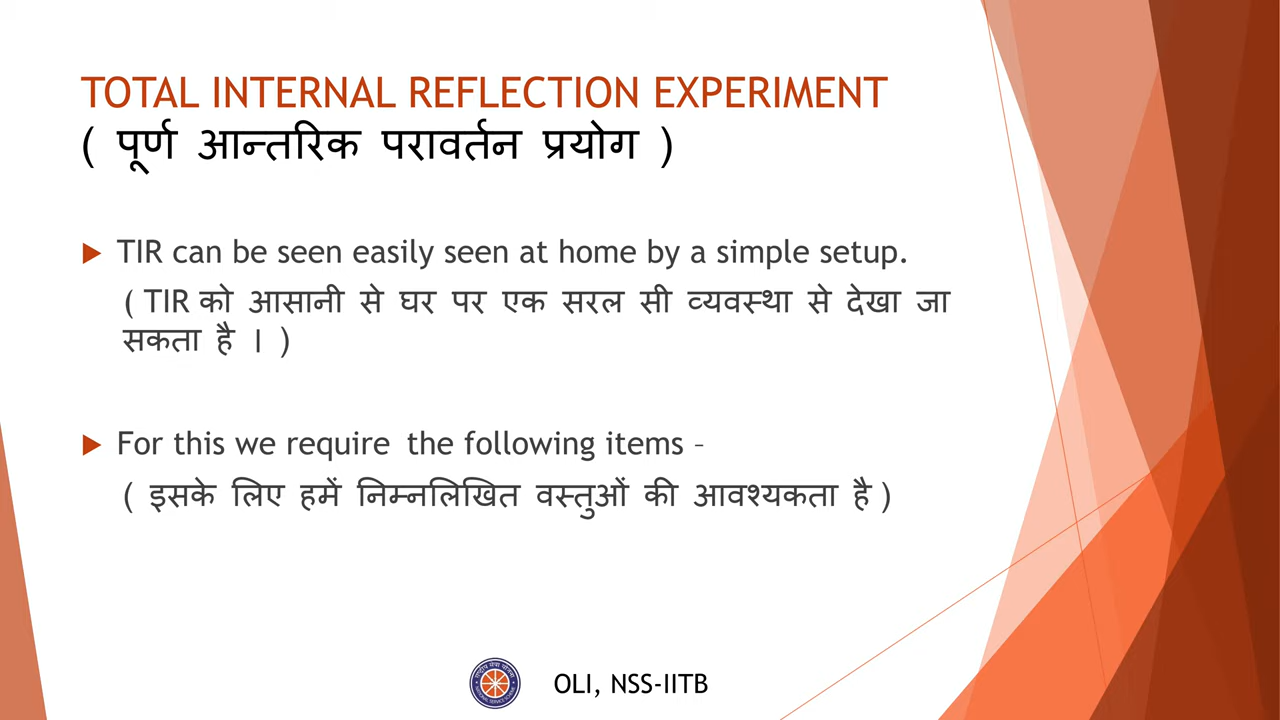 TOTAL INTERNAL REFLECTION EXPERIMENT
( पूर्ण आन्तरिक परावर्तन प्रयोग )
TIR can be seen easily seen at home by a simple setup.
( TIR को आसानी से घर पर एक सरल सी व्यवस्था से देखा जा
सकता है । )
For this we require the following items –
( इसके लिए हमें निम्नलिखित वस्तुओं की आवश्यकता है )
OLI, NSS-IITB